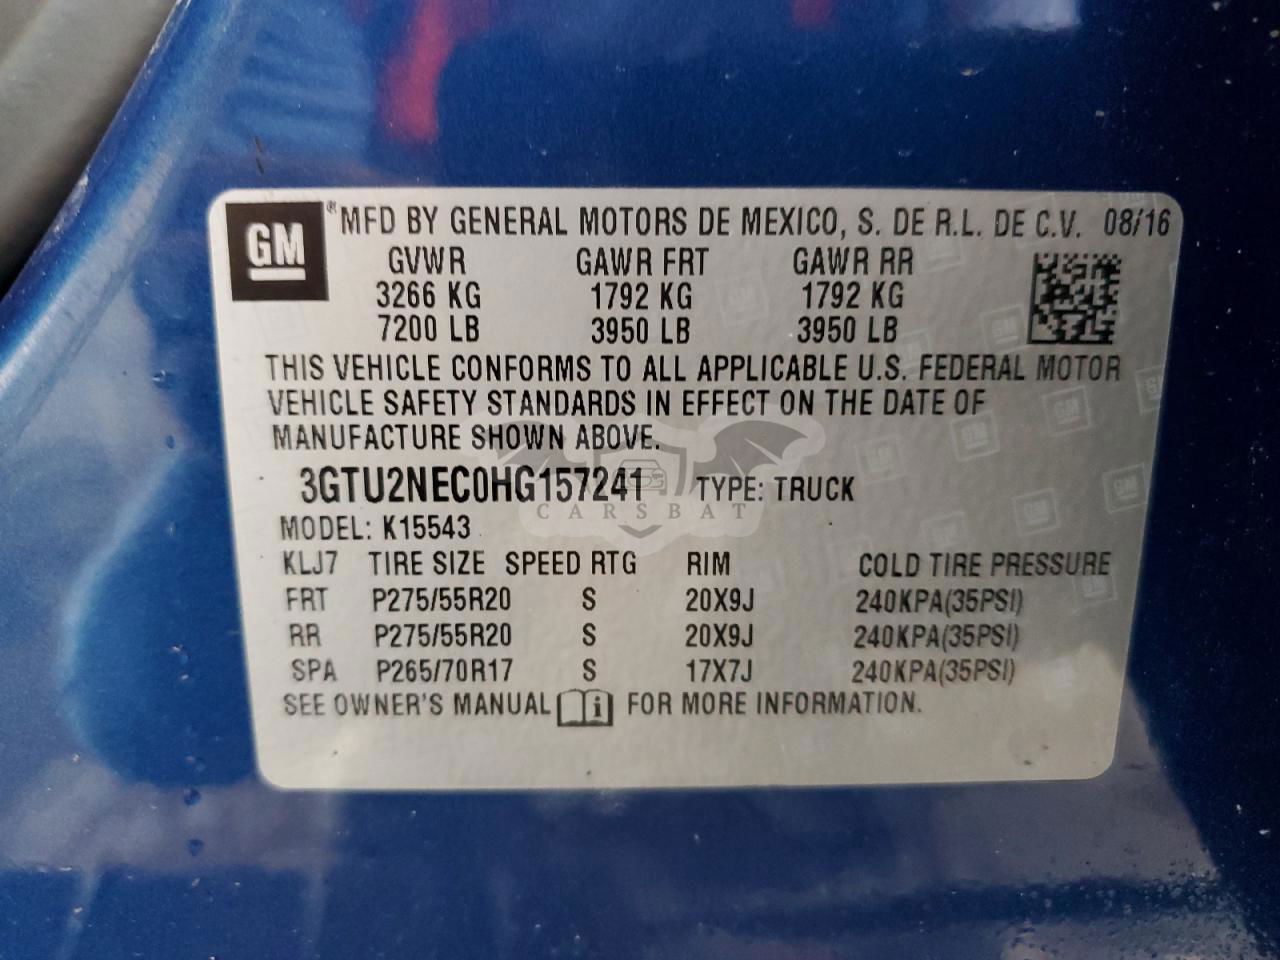 GM ® MFD BY GENERAL MOTORS DE MEXICO, S. DE R.L. DE C.V. 08/16
GVWR GAWR FRT GAWR RR
3266 KG 1792 KG 1792 KG
7200 LB 3950 LB 3950 LB
THIS VEHICLE CONFORMS TO ALL APPLICABLE U.S. FEDERAL MOTOR
VEHICLE SAFETY STANDARDS IN EFFECT ON THE DATE OF
MANUFACTURE SHOWN ABOVE.
3GTU2NEC0HG157241 TYPE: TRUCK
CARSBAT
MODEL: K15543
KLJ7 TIRE SIZE SPEED RTG RIM COLD TIRE PRESSURE
FRT P275/55R20 S 20X9J 240KPA(35PSI)
RR P275/55R20 S 20X9J 240KPA(35PSI)
SPA P265/70R17 S 17X7J 240KPA(35PSI)
SEE OWNER'S MANUAL i FOR MORE INFORMATION.